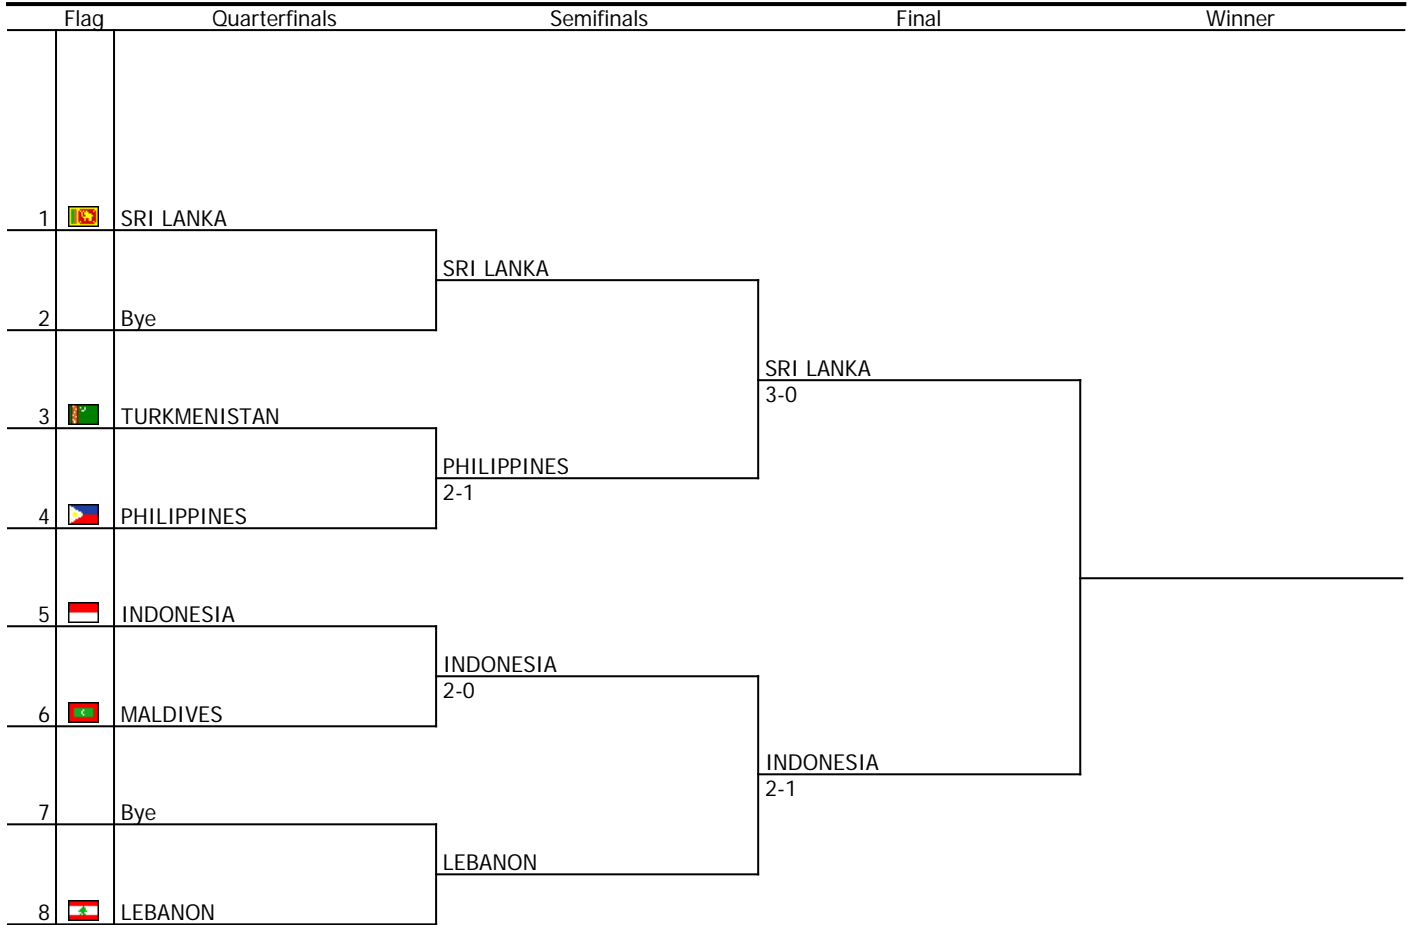 Flag Quarterfinals Semifinals Final Winner
1 SRI LANKA
SRI LANKA
2 Bye
SRI LANKA
3-0
3 TURKMENISTAN
PHILIPPINES
2-1
4 PHILIPPINES
5 INDONESIA
INDONESIA
2-0
6 MALDIVES
INDONESIA
2-1
7 Bye
LEBANON
8 LEBANON